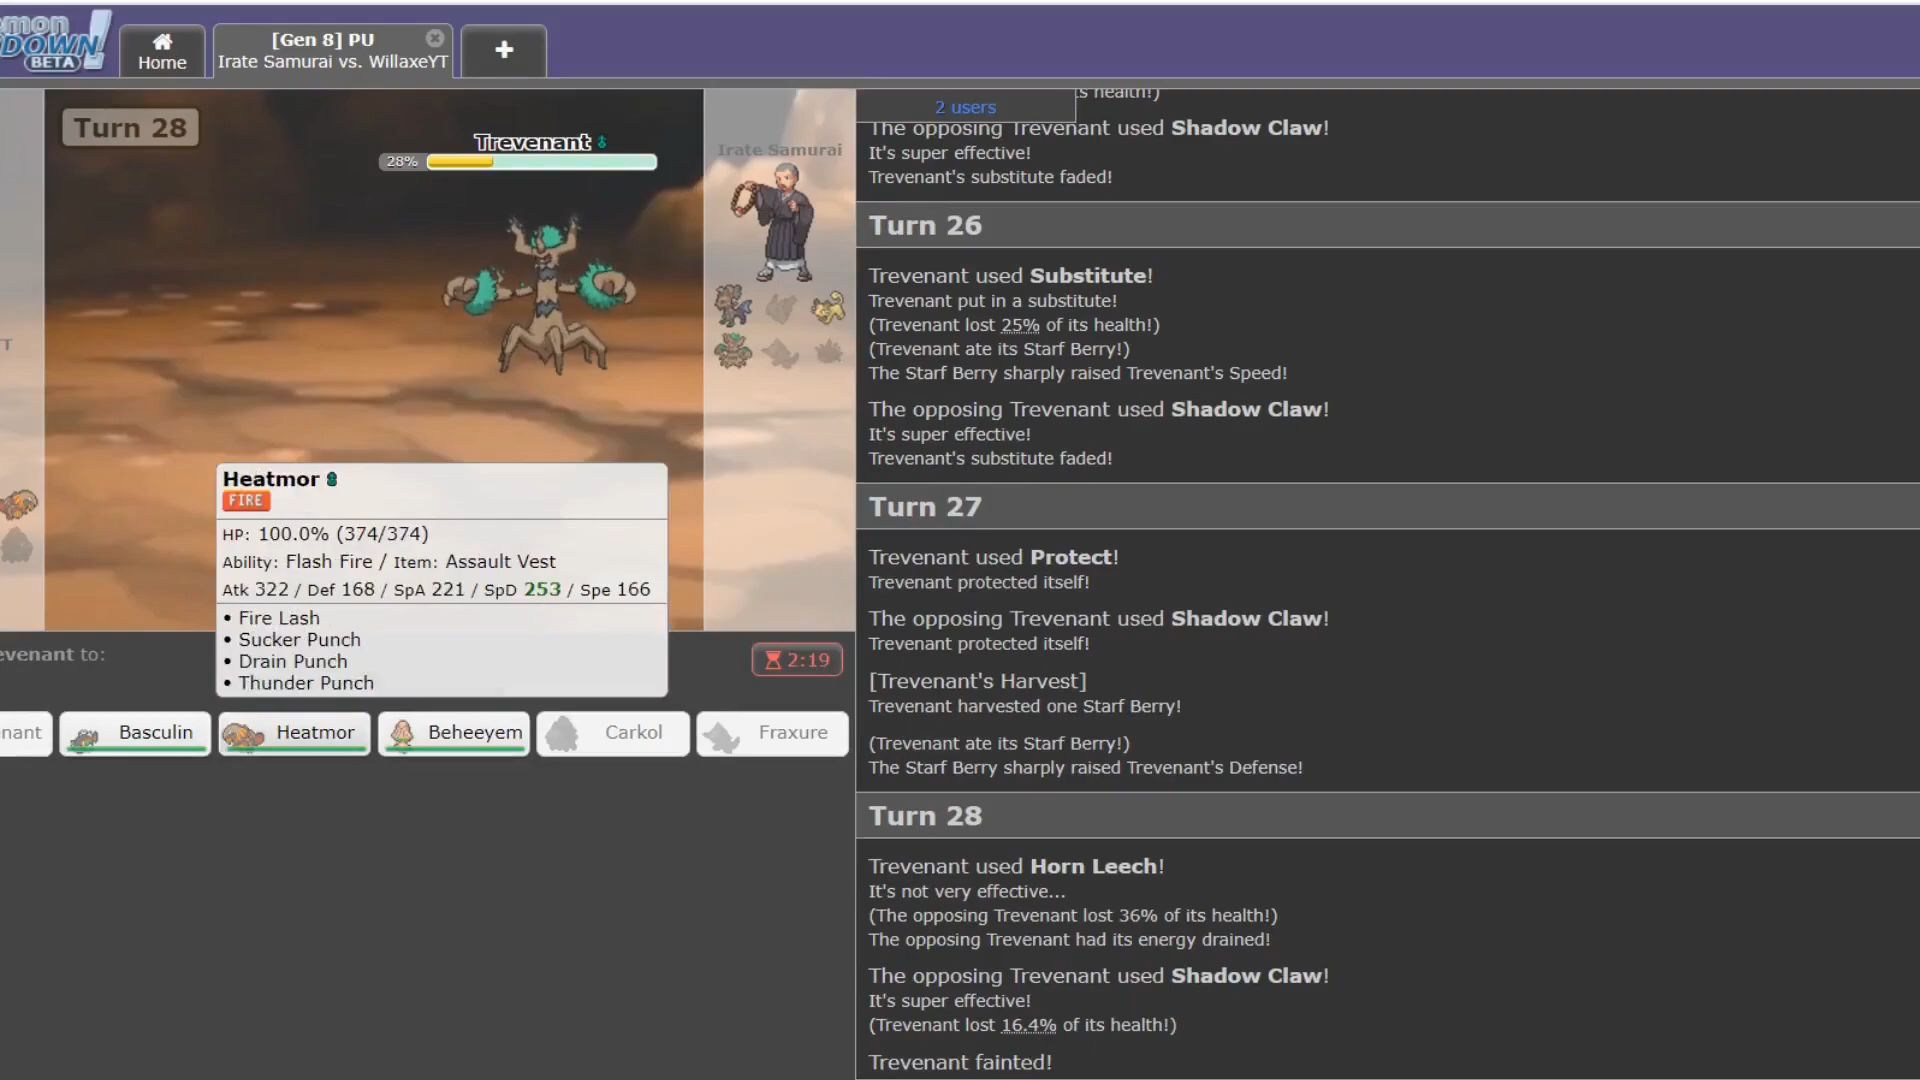 mon
DOWN!
BETA
Home
[Gen 8] PU
Irate Samurai vs. WillaxeYT
+
Turn 28
Trevenant
28%
Irate Samurai
T
Heatmor
FIRE
HP: 100.0% (374/374)
Ability: Flash Fire / Item: Assault Vest
Atk 322 / Def 168 / SpA 221 / SpD 253 / Spe 166
• Fire Lash
• Sucker Punch
• Drain Punch
• Thunder Punch
evenant to:
2:19
nant
Basculin
Heatmor
Beheeyem
Carkol
Fraxure
2 users
s health!)
The opposing Trevenant used Shadow Claw!
It's super effective!
Trevenant's substitute faded!
Turn 26
Trevenant used Substitute!
Trevenant put in a substitute!
(Trevenant lost 25% of its health!)
(Trevenant ate its Starf Berry!)
The Starf Berry sharply raised Trevenant's Speed!
The opposing Trevenant used Shadow Claw!
It's super effective!
Trevenant's substitute faded!
Turn 27
Trevenant used Protect!
Trevenant protected itself!
The opposing Trevenant used Shadow Claw!
Trevenant protected itself!
[Trevenant's Harvest]
Trevenant harvested one Starf Berry!
(Trevenant ate its Starf Berry!)
The Starf Berry sharply raised Trevenant's Defense!
Turn 28
Trevenant used Horn Leech!
It's not very effective...
(The opposing Trevenant lost 36% of its health!)
The opposing Trevenant had its energy drained!
The opposing Trevenant used Shadow Claw!
It's super effective!
(Trevenant lost 16.4% of its health!)
Trevenant fainted!